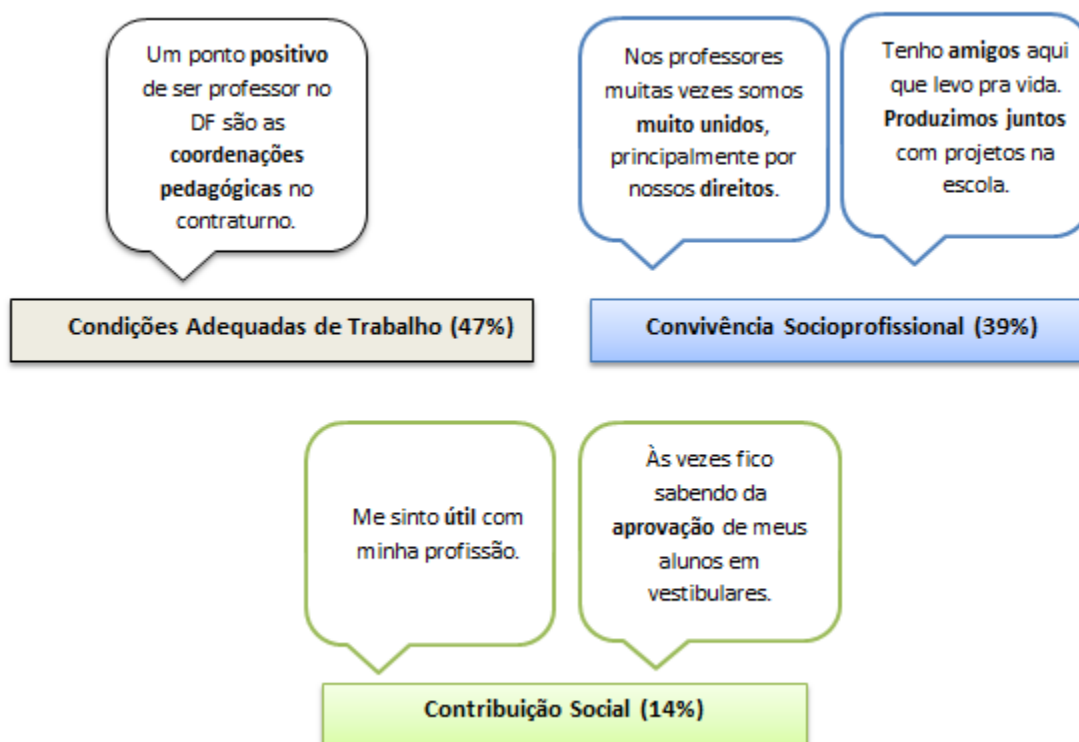 Um ponto positivo
de ser professor no
DF são as
coordenações
pedagógicas no
contraturno.
Nos professores
muitas vezes somos
muito unidos,
principalmente por
nossos direitos.
Tenho amigos aqui
que levo pra vida.
Produzimos juntos
com projetos na
escola.
Condições Adequadas de Trabalho (47%)
Convivência Socioprofissional (39%)
Me sinto útil com
minha profissão.
Às vezes fico
sabendo da
aprovação de meus
alunos em
vestibulares.
Contribuição Social (14%)